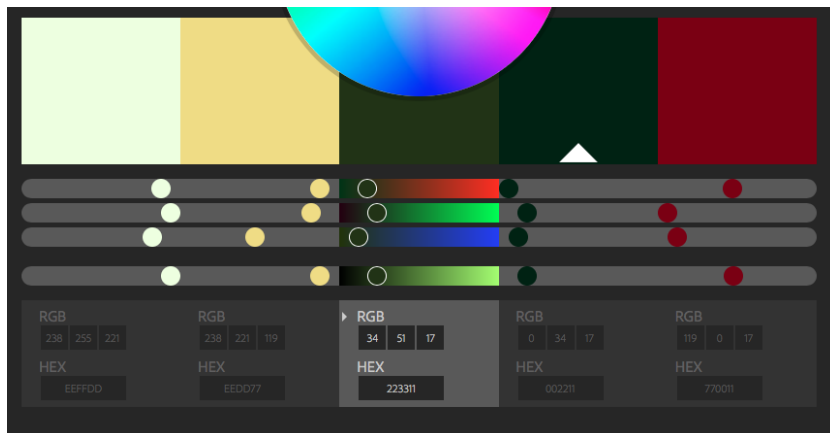 RGB RGB RGB RGB RGB
238 255 221 238 221 119 34 51 17 0 34 17 119 0 17
HEX HEX HEX HEX HEX
EEFFDD EEDD77 223311 002211 770011